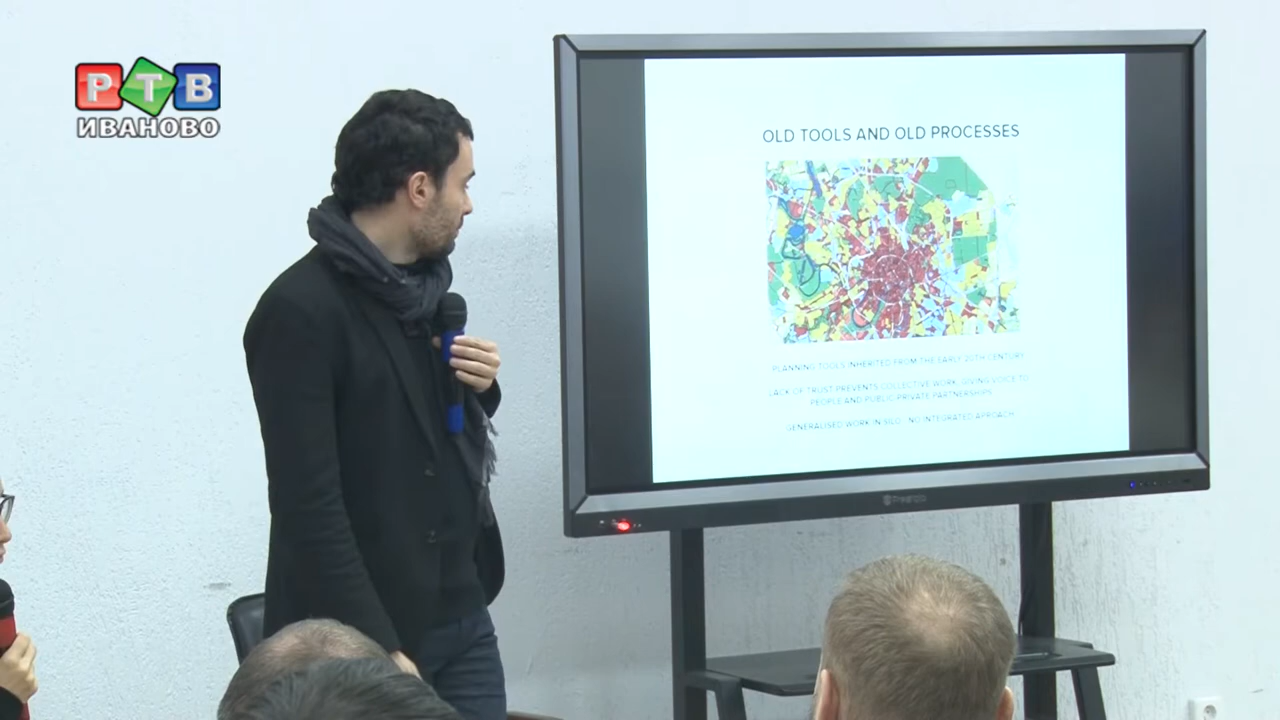 РТВ
ИВАНОВО
OLD TOOLS AND OLD PROCESSES
PLANNING TOOLS INHERITED FROM THE EARLY 20TH CENTURY
LACK OF TRUST PREVENTS COLLECTIVE WORK, GIVING VOICE TO
PEOPLE AND PUBLIC PRIVATE PARTNERSHIPS
GENERALISED WORK IN SILO - NO INTEGRATED APROACH